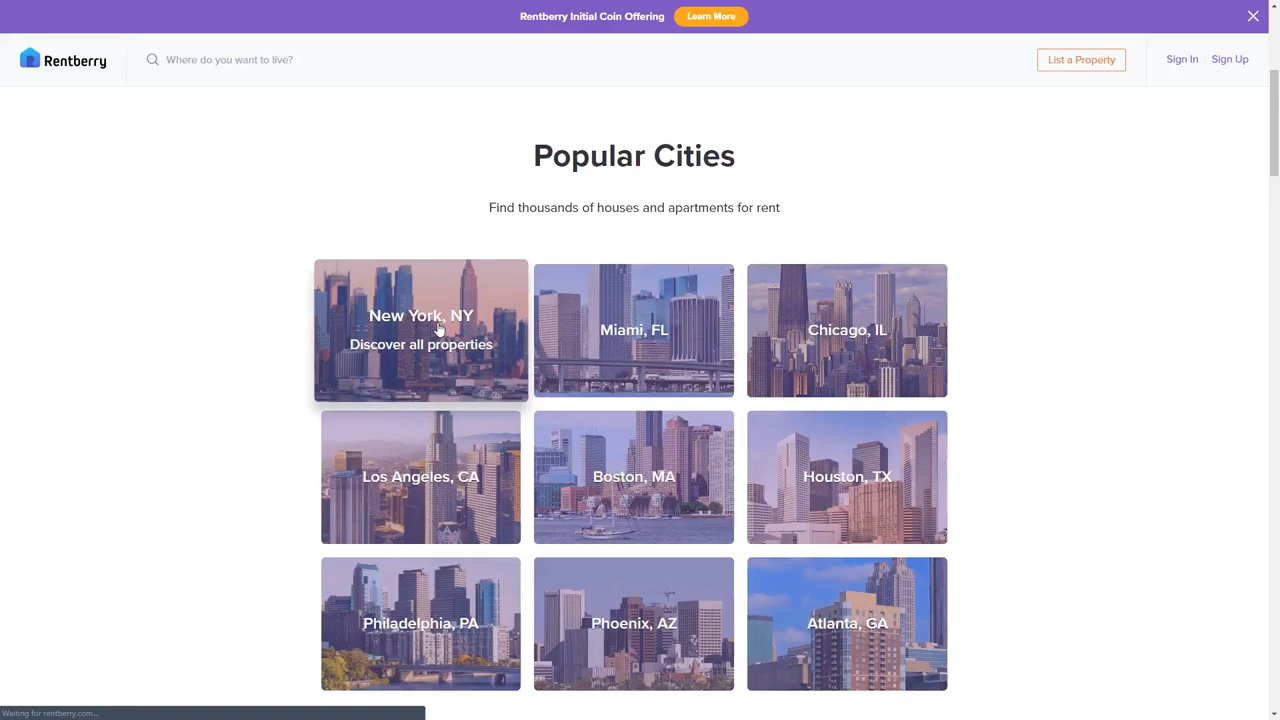 Rentberry Initial Coin Offering
Learn More
Rentberry
Where do you want to live?
List a Property
Sign In
Sign Up
Popular Cities
Find thousands of houses and apartments for rent
New York, NY
Discover all properties
Miami, FL
Chicago, IL
Los Angeles, CA
Boston, MA
Houston, TX
Philadelphia, PA
Phoenix, AZ
Atlanta, GA
Waiting for rentberry.com...